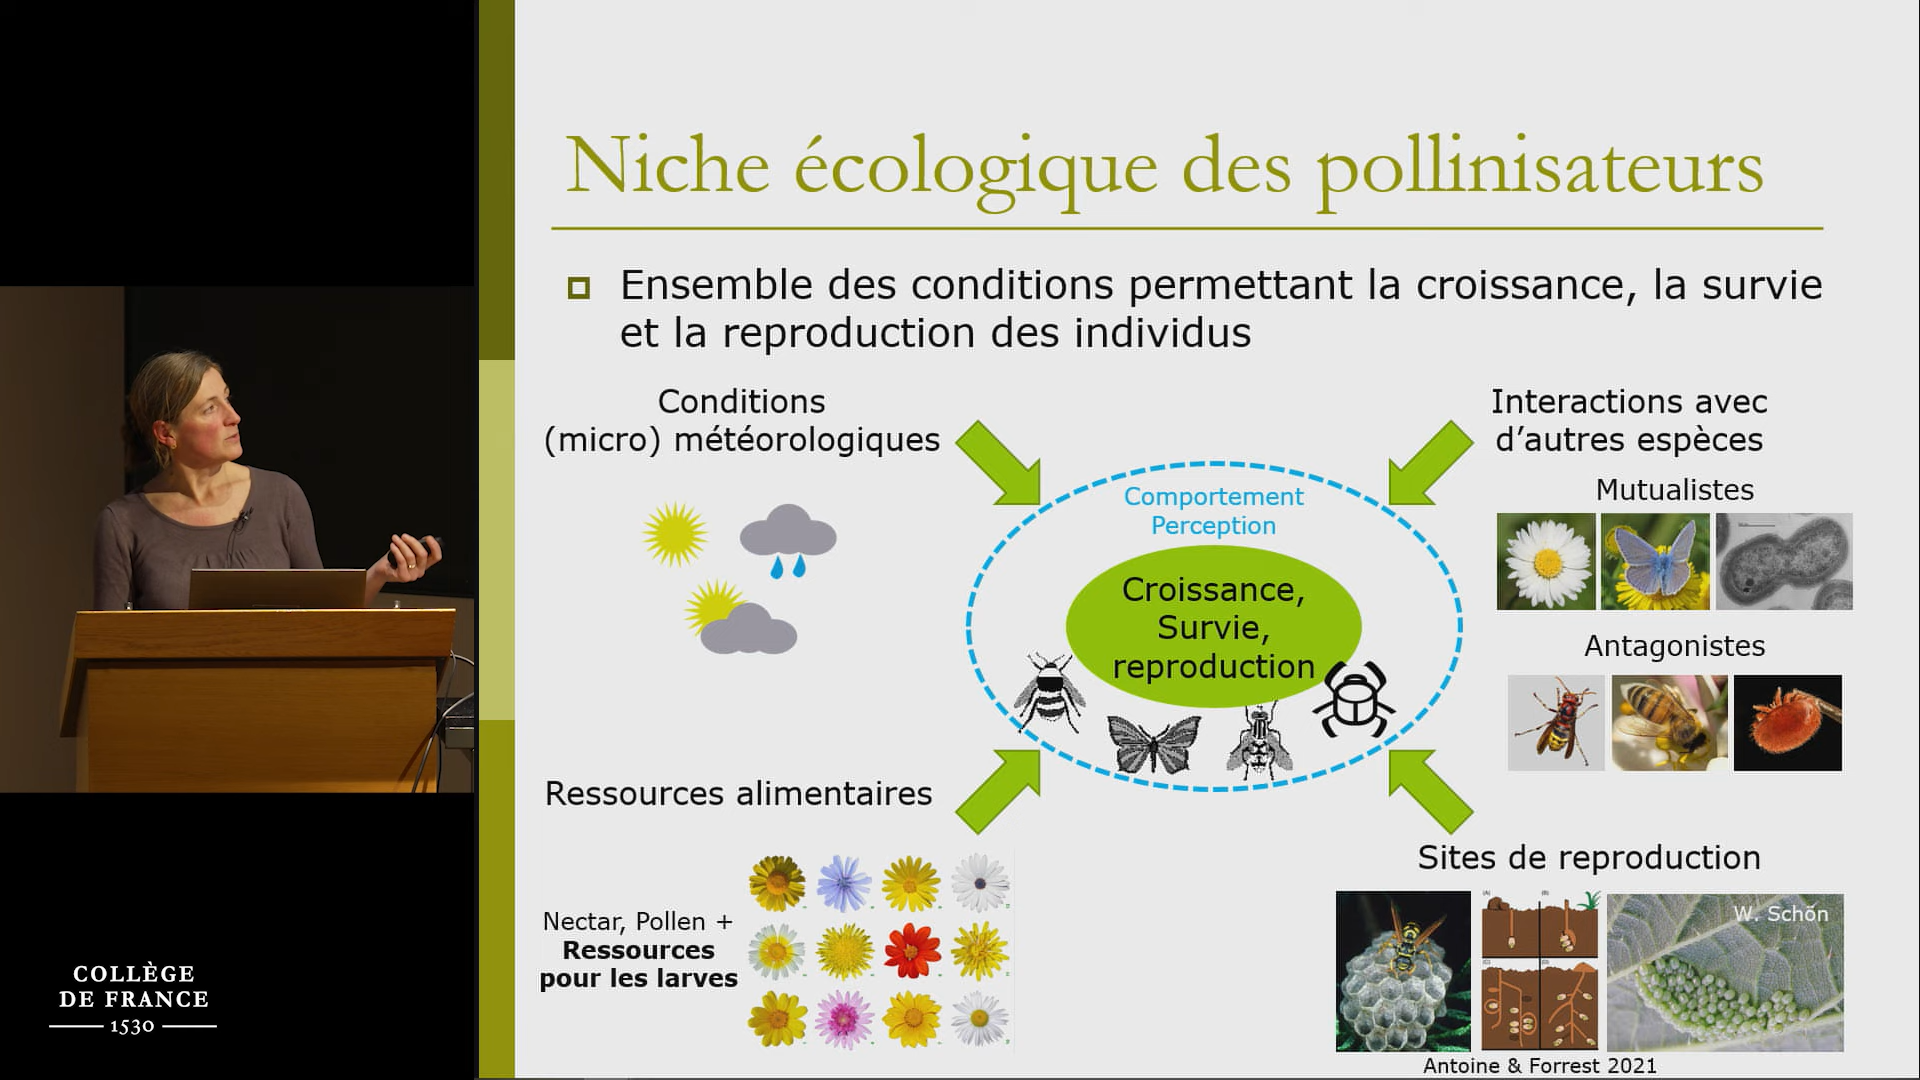 Niche écologique des pollinisateurs
Ensemble des conditions permettant la croissance, la survie
et la reproduction des individus
Conditions
(micro) météorologiques
Interactions avec
d’autres espèces
Mutualistes
Comportement
Perception
Croissance,
Survie,
reproduction
Antagonistes
Ressources alimentaires
Nectar, Pollen +
Ressources
pour les larves
Sites de reproduction
W. Schön
Antoine & Forrest 2021
COLLÈGE
DE FRANCE
1530